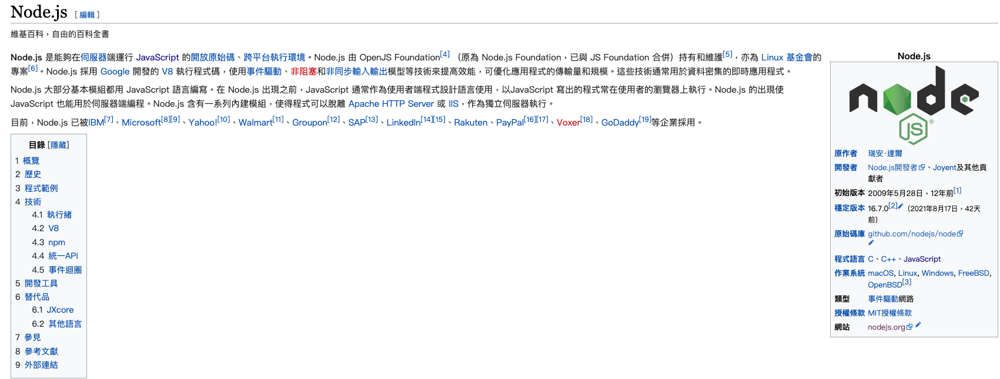 Node.js [ 編輯 ]
維基百科，自由的百科全書
Node.js 是能夠在伺服器端運行 JavaScript 的開放原始碼、跨平台執行環境。Node.js 由 OpenJS Foundation[4] （原為 Node.js Foundation，已與 JS Foundation 合併）持有和維護[5]，亦為 Linux 基金會的
專案[6]。Node.js 採用 Google 開發的 V8 執行程式碼，使用事件驅動、非阻塞和非同步輸入輸出模型等技術來提高效能，可優化應用程式的傳輸量和規模。這些技術通常用於資料密集的即時應用程式。
Node.js 大部分基本模組都用 JavaScript 語言編寫。在 Node.js 出現之前，JavaScript 通常作為使用者端程式設計語言使用，以JavaScript 寫出的程式常在使用者的瀏覽器上執行。Node.js 的出現使
JavaScript 也能用於伺服器端編程。Node.js 含有一系列內建模組，使得程式可以脫離 Apache HTTP Server 或 IIS，作為獨立伺服器執行。
目前，Node.js 已被IBM[7]、Microsoft[8][9]、Yahoo![10]、Walmart[11]、Groupon[12]、SAP[13]、LinkedIn[14][15]、Rakuten、PayPal[16][17]、Voxer[18]、GoDaddy[19]等企業採用。
目錄 [隱藏]
1 概覽
2 歷史
3 程式範例
4 技術
4.1 執行緒
4.2 V8
4.3 npm
4.4 統一API
4.5 事件迴圈
5 開發工具
6 替代品
6.1 JXcore
6.2 其他語言
7 參見
8 參考文獻
9 外部連結
Node.js
node
JS®
原作者 瑞安·達爾
開發者 Node.js開發者、Joyent及其他貢
獻者
初始版本 2009年5月28日，12年前[1]
穩定版本 16.7.0[2]（2021年8月17日，42天
前）
原始碼庫 github.com/nodejs/node
程式語言 C、C++、JavaScript
作業系統 macOS, Linux, Windows, FreeBSD,
OpenBSD[3]
類型 事件驅動網路
授權條款 MIT授權條款
網站 nodejs.org